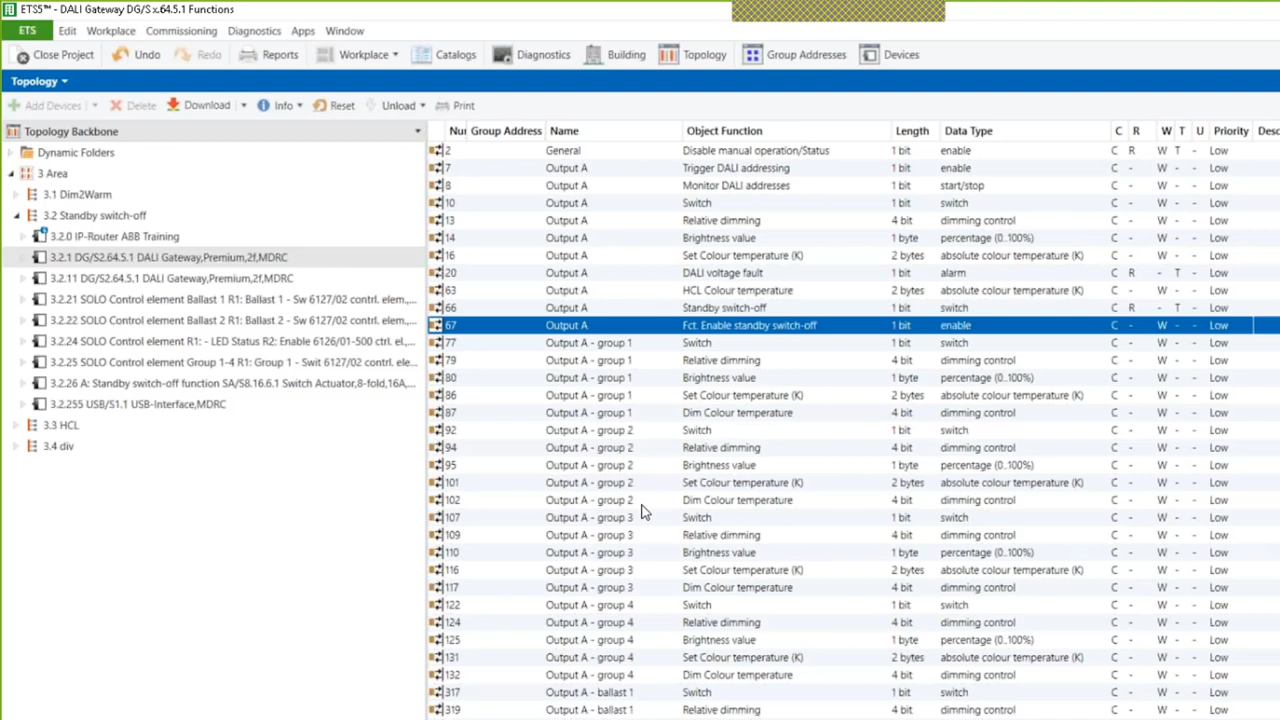 ETS5™ - DALI Gateway DG/S x.64.5.1 Functions
ETS Edit Workplace Commissioning Diagnostics Apps Window
Close Project Undo Redo Reports Workplace Catalogs Diagnostics Building Topology Group Addresses Devices
Topology
Add Devices Delete Download Info Reset Unload Print
Topology Backbone
Dynamic Folders
3 Area
3.1 Dim2Warm
3.2 Standby switch-off
3.2.0 IP-Router ABB Training
3.2.1 DG/S2.64.5.1 DALI Gateway,Premium,2f,MDRC
3.2.11 DG/S2.64.5.1 DALI Gateway,Premium,2f,MDRC
3.2.21 SOLO Control element Ballast 1 R1: Ballast 1 - Sw 6127/02 contrl. elem,...
3.2.22 SOLO Control element Ballast 2 R1: Ballast 2 - Sw 6127/02 contrl. elem,...
3.2.24 SOLO Control element R1: - LED Status R2: Enable 6126/01-500 ctrl. el,...
3.2.25 SOLO Control element Group 1-4 R1: Group 1 - Swit 6127/02 contrl. ele...
3.2.26 A: Standby switch-off function SA/S8.16.6.1 Switch Actuator,8-fold,16A,...
3.2.255 USB/S1.1 USB-Interface,MDRC
3.3 HCL
3.4 div
Nu Group Address Name Object Function Length Data Type C R W T U Priority Desc
2 General Disable manual operation/Status 1 bit enable C R W T - Low
7 Output A Trigger DALI addressing 1 bit enable C - W - - Low
8 Output A Monitor DALI addresses 1 bit start/stop C - W - - Low
10 Output A Switch 1 bit switch C - W - - Low
13 Output A Relative dimming 4 bit dimming control C - W - - Low
14 Output A Brightness value 1 byte percentage (0..100%) C - W - - Low
16 Output A Set Colour temperature (K) 2 bytes absolute colour temperature (K) C - W - - Low
20 Output A DALI voltage fault 1 bit alarm C R - T - Low
63 Output A HCL Colour temperature 2 bytes absolute colour temperature (K) C - W - - Low
66 Output A Standby switch-off 1 bit switch C R - T - Low
67 Output A Fct. Enable standby switch-off 1 bit enable C - W - - Low
77 Output A - group 1 Switch 1 bit switch C - W - - Low
79 Output A - group 1 Relative dimming 4 bit dimming control C - W - - Low
80 Output A - group 1 Brightness value 1 byte percentage (0..100%) C - W - - Low
86 Output A - group 1 Set Colour temperature (K) 2 bytes absolute colour temperature (K) C - W - - Low
87 Output A - group 1 Dim Colour temperature 4 bit dimming control C - W - - Low
92 Output A - group 2 Switch 1 bit switch C - W - - Low
94 Output A - group 2 Relative dimming 4 bit dimming control C - W - - Low
95 Output A - group 2 Brightness value 1 byte percentage (0..100%) C - W - - Low
101 Output A - group 2 Set Colour temperature (K) 2 bytes absolute colour temperature (K) C - W - - Low
102 Output A - group 2 Dim Colour temperature 4 bit dimming control C - W - - Low
107 Output A - group 3 Switch 1 bit switch C - W - - Low
109 Output A - group 3 Relative dimming 4 bit dimming control C - W - - Low
110 Output A - group 3 Brightness value 1 byte percentage (0..100%) C - W - - Low
116 Output A - group 3 Set Colour temperature (K) 2 bytes absolute colour temperature (K) C - W - - Low
117 Output A - group 3 Dim Colour temperature 4 bit dimming control C - W - - Low
122 Output A - group 4 Switch 1 bit switch C - W - - Low
124 Output A - group 4 Relative dimming 4 bit dimming control C - W - - Low
125 Output A - group 4 Brightness value 1 byte percentage (0..100%) C - W - - Low
131 Output A - group 4 Set Colour temperature (K) 2 bytes absolute colour temperature (K) C - W - - Low
132 Output A - group 4 Dim Colour temperature 4 bit dimming control C - W - - Low
317 Output A - ballast 1 Switch 1 bit switch C - W - - Low
319 Output A - ballast 1 Relative dimming 4 bit dimming control C - W - - Low